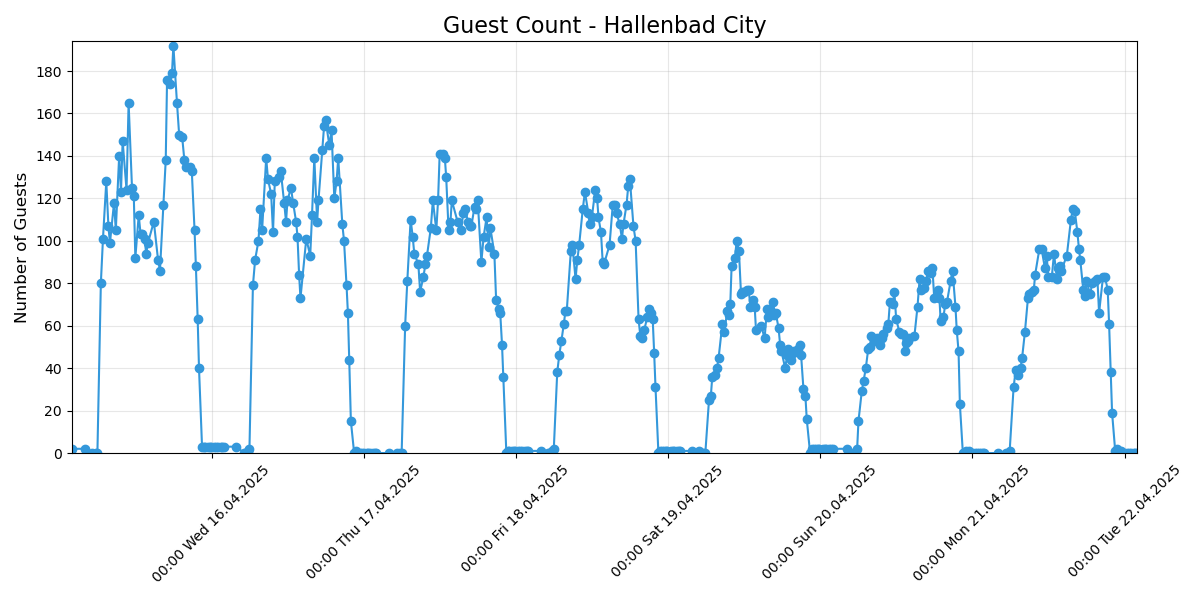 Guest Count - Hallenbad City
Number of Guests
180
160
140
120
100
80
60
40
20
0
00:00 Wed 16.04.2025
00:00 Thu 17.04.2025
00:00 Fri 18.04.2025
00:00 Sat 19.04.2025
00:00 Sun 20.04.2025
00:00 Mon 21.04.2025
00:00 Tue 22.04.2025